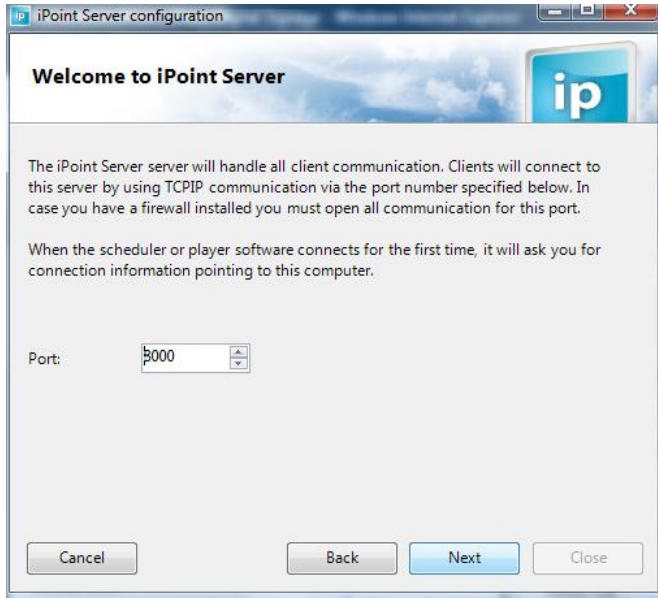 ip iPoint Server configuration
Welcome to iPoint Server
ip
The iPoint Server server will handle all client communication. Clients will connect to
this server by using TCPIP communication via the port number specified below. In
case you have a firewall installed you must open all communication for this port.
When the scheduler or player software connects for the first time, it will ask you for
connection information pointing to this computer.
Port: 8000
Cancel Back Next Close